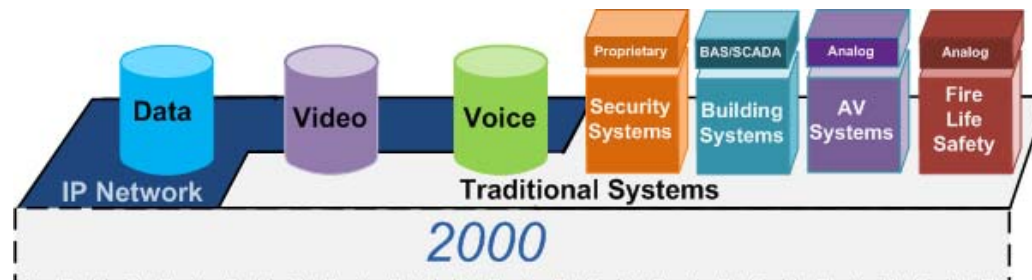 Data
Video
Voice
Proprietary
Security
Systems
BAS/SCADA
Building
Systems
Analog
AV
Systems
Analog
Fire
Life
Safety
IP Network
Traditional Systems
2000